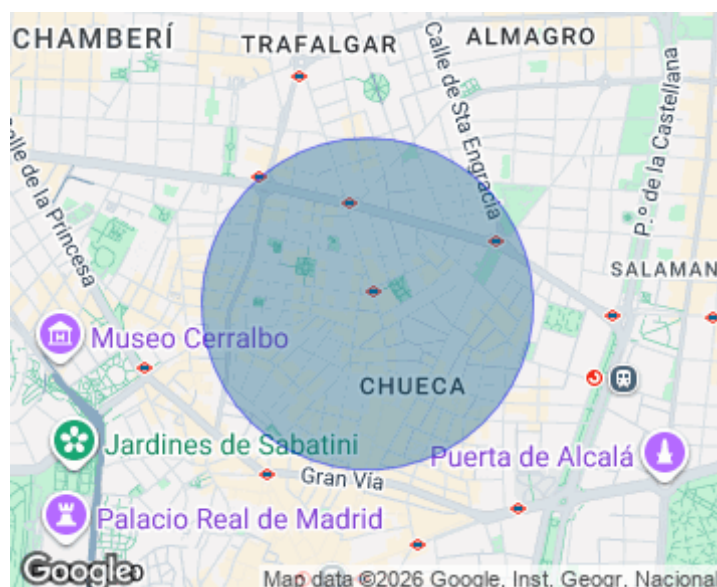 CHAMBERÍ
TRAFALGAR
ALMAGRO
Calle de Sta Engracia
P.º de la Castellana
Calle de la Princesa
SALAMAN
Museo Cerralbo
CHUECA
Jardines de Sabatini
Puerta de Alcalá
Gran Vía
Palacio Real de Madrid
Google
Map data ©2026 Google, Inst. Geogr. Nacional